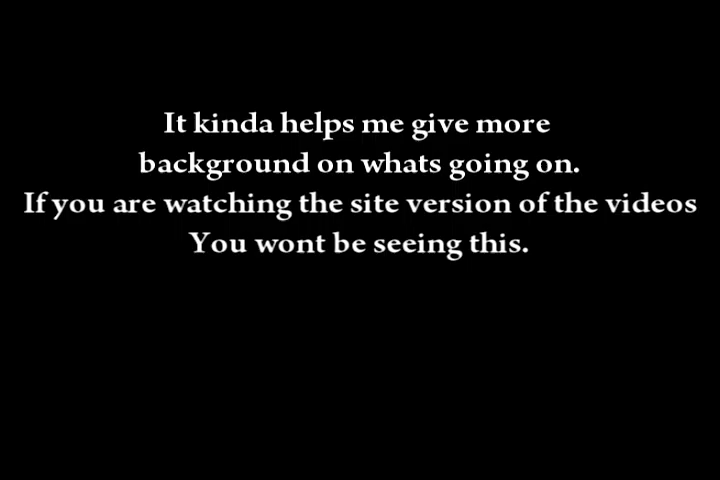 It kinda helps me give more
background on whats going on.
If you are watching the site version of the videos
You wont be seeing this.